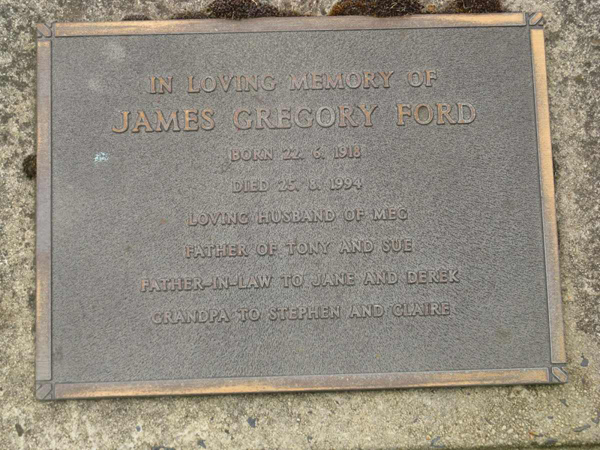 IN LOVING MEMORY OF
JAMES GREGORY FORD
BORN 22. 6. 1918
DIED 25. 8. 1994
LOVING HUSBAND OF MEG
FATHER OF TONY AND SUE
FATHER-IN-LAW TO JANE AND DEREK
GRANDPA TO STEPHEN AND CLAIRE